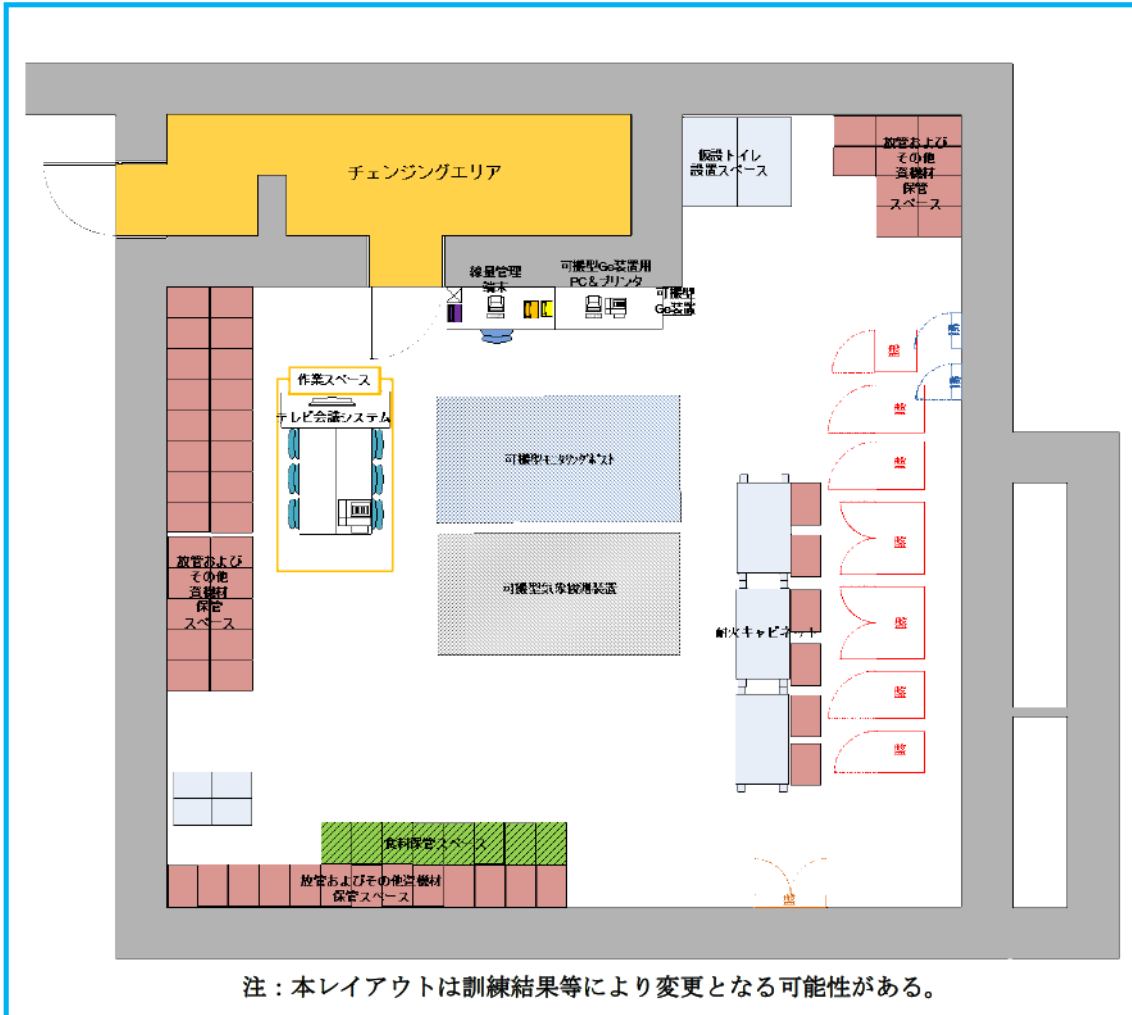 チェンジングエリア
仮設トイレ
設置スペース
放管および
その他
資機材
保管
スペース
線量管理
端末
可搬型Ge装置用
PC&プリンタ
可搬型
Ge装置
作業スペース
テレビ会議システム
可搬型モニタリングポスト
可搬型気象観測装置
盤
盤
盤
盤
盤
盤
盤
耐火キャビネット
放管および
その他
資機材
保管
スペース
食料保管スペース
放管およびその他資機材
保管スペース
盤
注：本レイアウトは訓練結果等により変更となる可能性がある。